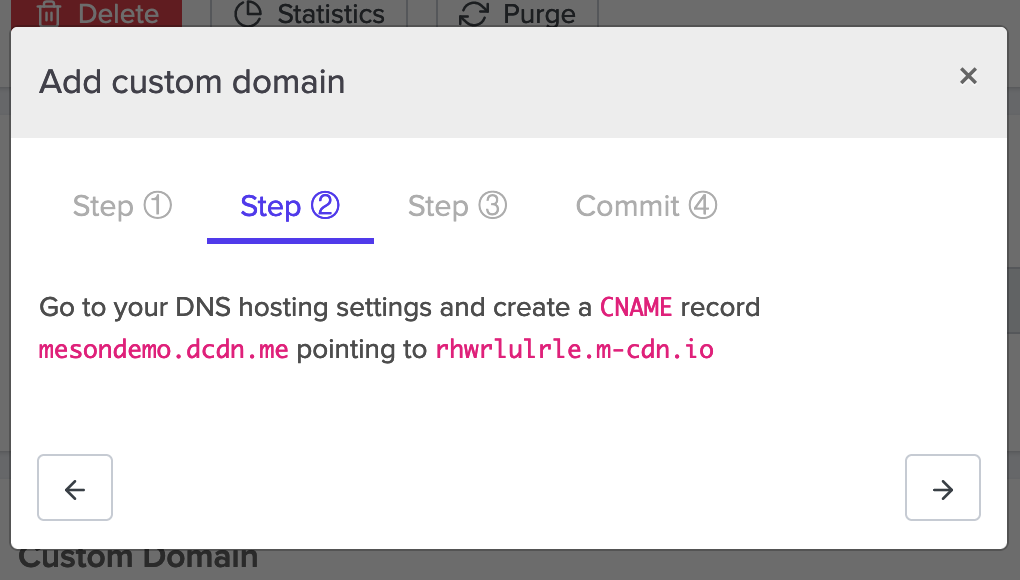 Delete Statistics Purge
Add custom domain ×
Step ① Step ② Step ③ Commit ④
Go to your DNS hosting settings and create a CNAME record
mesondemo.dcdn.me pointing to rhwrlulrle.m-cdn.io
← →
Custom Domain